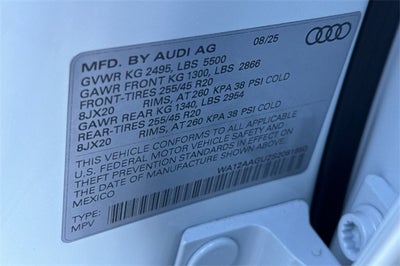 MFD. BY AUDI AG 08/25
GVWR KG 2495, LBS 5500
GAWR FRONT KG 1300, LBS 2866
FRONT-TIRES 255/45 R20
8JX20 RIMS, AT 260 KPA 38 PSI COLD
GAWR REAR KG 1340, LBS 2954
REAR-TIRES 255/45 R20
8JX20 RIMS, AT 260 KPA 38 PSI COLD
THIS VEHICLE CONFORMS TO ALL APPLICABLE
U.S. FEDERAL MOTOR VEHICLE SAFETY AND
THEFT PREVENTION STANDARDS IN EFFECT ON
THE DATE OF MANUFACTURE SHOWN ABOVE.
MEXICO
TYPE:
MPV